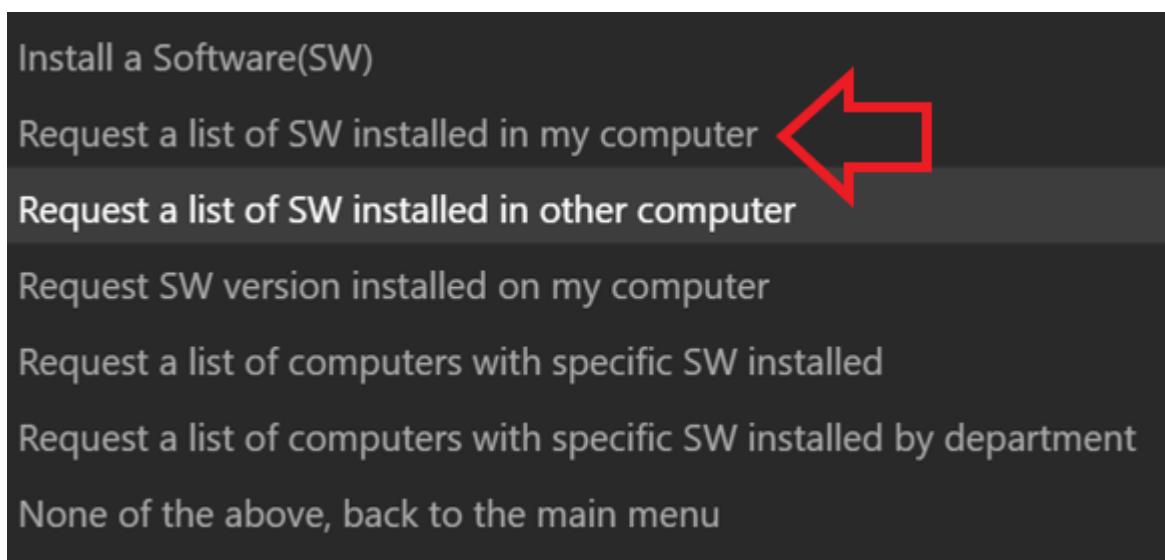 Install a Software(SW)
Request a list of SW installed in my computer
Request a list of SW installed in other computer
Request SW version installed on my computer
Request a list of computers with specific SW installed
Request a list of computers with specific SW installed by department
None of the above, back to the main menu